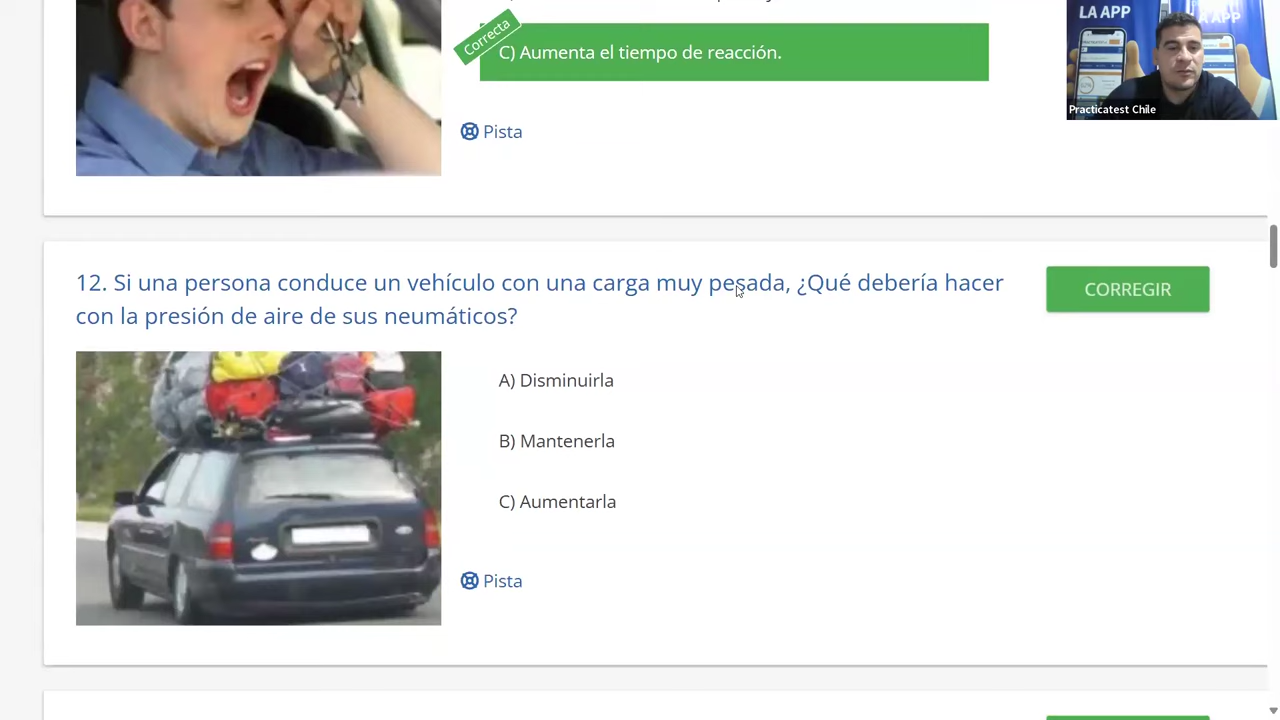 LA APP
LA APP
Correcta
C) Aumenta el tiempo de reacción.
Practicatest Chile
Pista
12. Si una persona conduce un vehículo con una carga muy pesada, ¿Qué debería hacer
con la presión de aire de sus neumáticos?
CORREGIR
A) Disminuirla
B) Mantenerla
C) Aumentarla
Pista